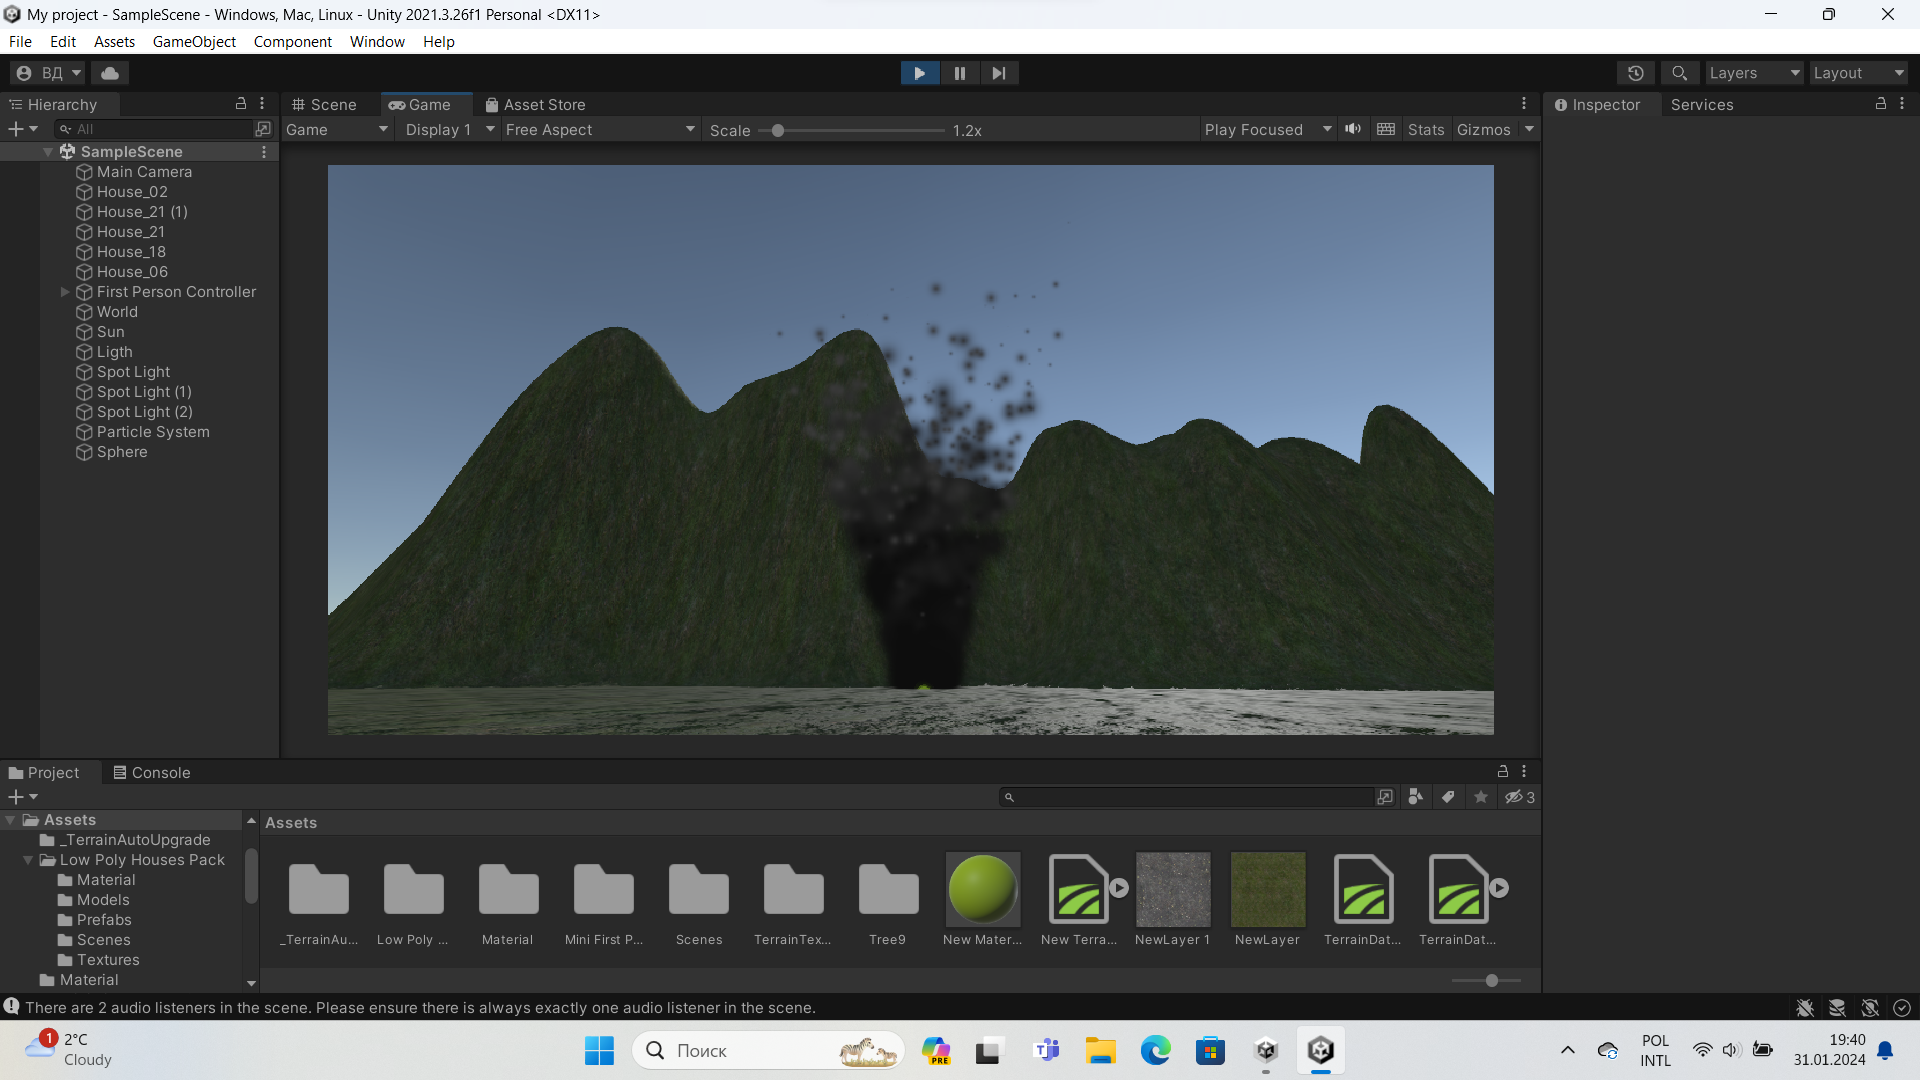 My project - SampleScene - Windows, Mac, Linux - Unity 2021.3.26f1 Personal <DX11>
File Edit Assets GameObject Component Window Help
ВД Layers Layout
Hierarchy Scene Game Asset Store Inspector Services
All Game Display 1 Free Aspect Scale 1.2x Play Focused Stats Gizmos
SampleScene
Main Camera
House_02
House_21 (1)
House_21
House_18
House_06
First Person Controller
World
Sun
Ligth
Spot Light
Spot Light (1)
Spot Light (2)
Particle System
Sphere
Project Console
3
Assets
_TerrainAutoUpgrade
Low Poly Houses Pack
Material
Models
Prefabs
Scenes
Textures
Material
Assets
_TerrainAu... Low Poly ... Material Mini First P... Scenes TerrainTex... Tree9 New Mater... New Terra... NewLayer 1 NewLayer TerrainDat... TerrainDat...
There are 2 audio listeners in the scene. Please ensure there is always exactly one audio listener in the scene.
1
2°C
Cloudy
Поиск
PRE
POL
INTL
19:40
31.01.2024